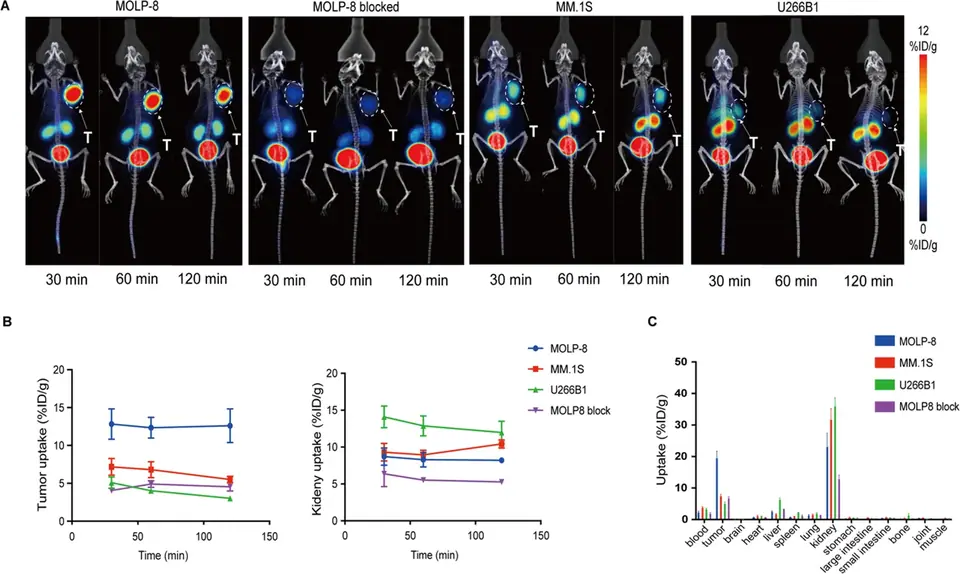 A
MOLP-8
MOLP-8 blocked
MM.1S
U266B1
12
%ID/g
0
%ID/g
T T T
T T T
T T T
T T T
30 min 60 min 120 min
30 min 60 min 120 min
30 min 60 min 120 min
30 min 60 min 120 min
B
Tumor uptake (%ID/g)
20
15
10
5
0
0 50 100 150
Time (min)
Kideny uptake (%ID/g)
20
15
10
5
0
0 50 100 150
Time (min)
MOLP-8
MM.1S
U266B1
MOLP8 block
C
Uptake (%ID/g)
50
40
30
20
10
0
blood
tumor
brain
heart
liver
spleen
lung
kidney
stomach
large intestine
small intestine
bone
joint
muscle
MOLP-8
MM.1S
U266B1
MOLP8 block